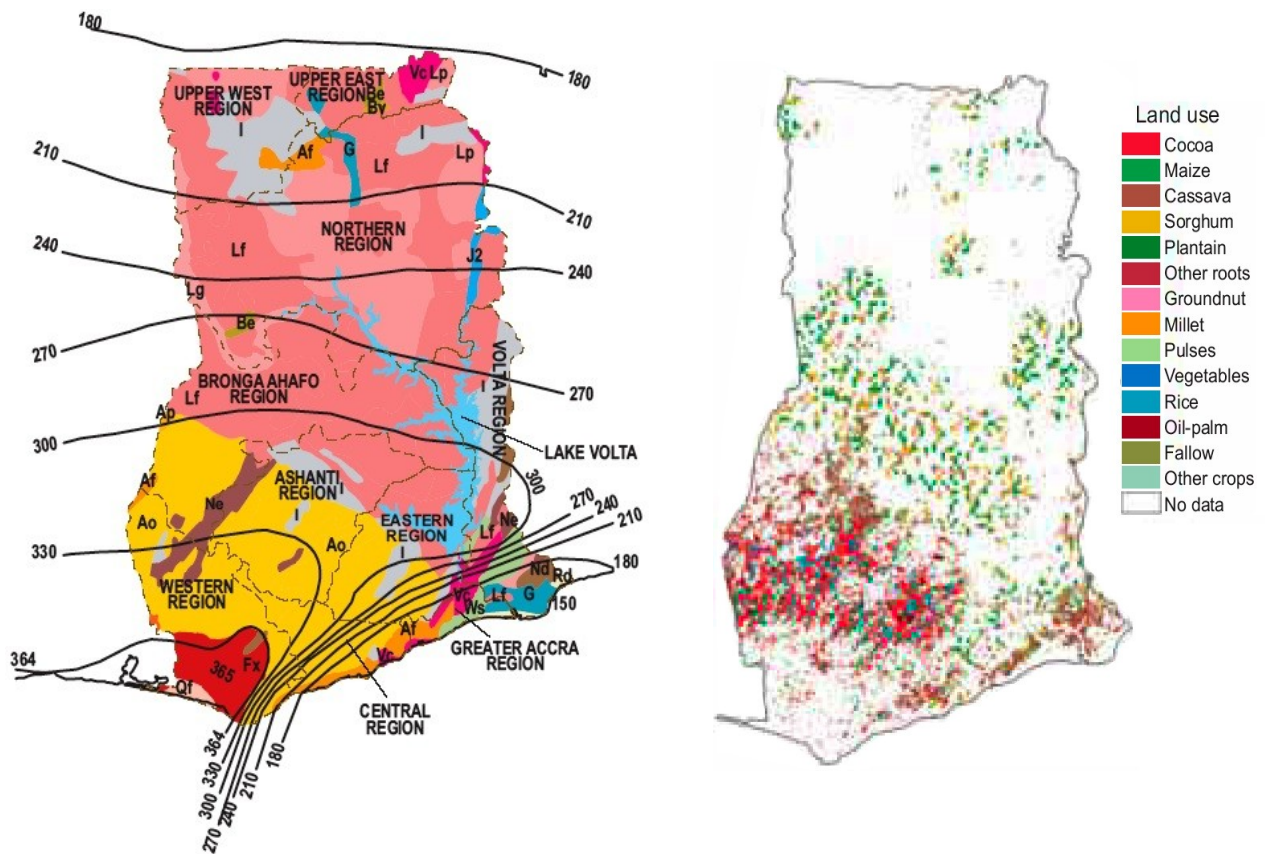 180
180
UPPER WEST
REGION
UPPER EAST
REGION
Be
By
Vc
Lp
I
Af
G
Lf
I
Lp
210
210
NORTHERN
REGION
Lf
J2
240
240
Lg
Be
270
270
VOLTA REGION
I
BRONGA AHAFO
REGION
Lf
Ap
300
300
LAKE VOLTA
ASHANTI
REGION
I
I
Af
Ao
Ne
Ao
EASTERN
REGION
I
Lf
Ne
270
240
210
330
180
WESTERN
REGION
Nd
Rd
Vc
Ws
Lf
G
150
Af
Vc
GREATER ACCRA
REGION
364
365
Fx
Qf
CENTRAL
REGION
364
330
300
270
240
210
180
Land use
Cocoa
Maize
Cassava
Sorghum
Plantain
Other roots
Groundnut
Millet
Pulses
Vegetables
Rice
Oil-palm
Fallow
Other crops
No data